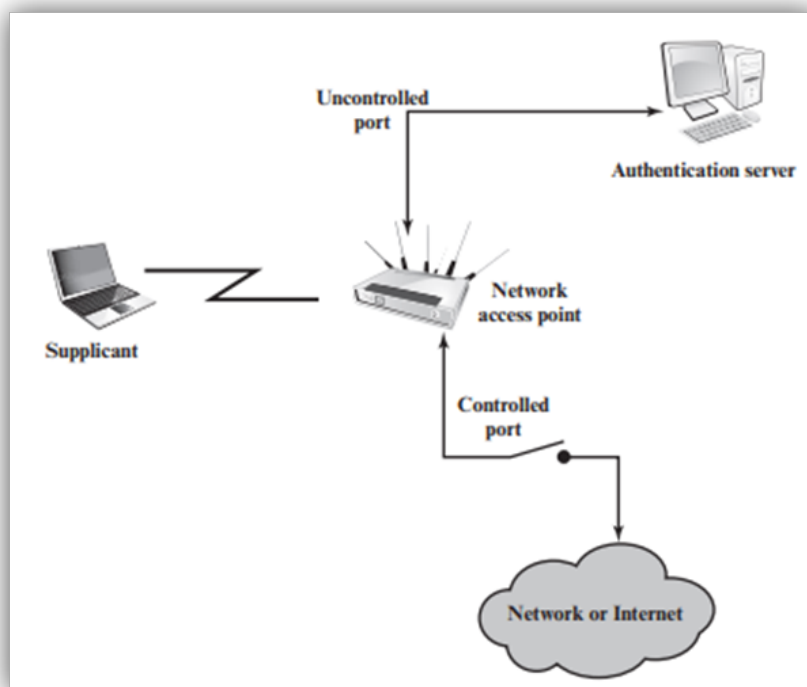 Uncontrolled
port
Authentication server
Network
access point
Supplicant
Controlled
port
Network or Internet